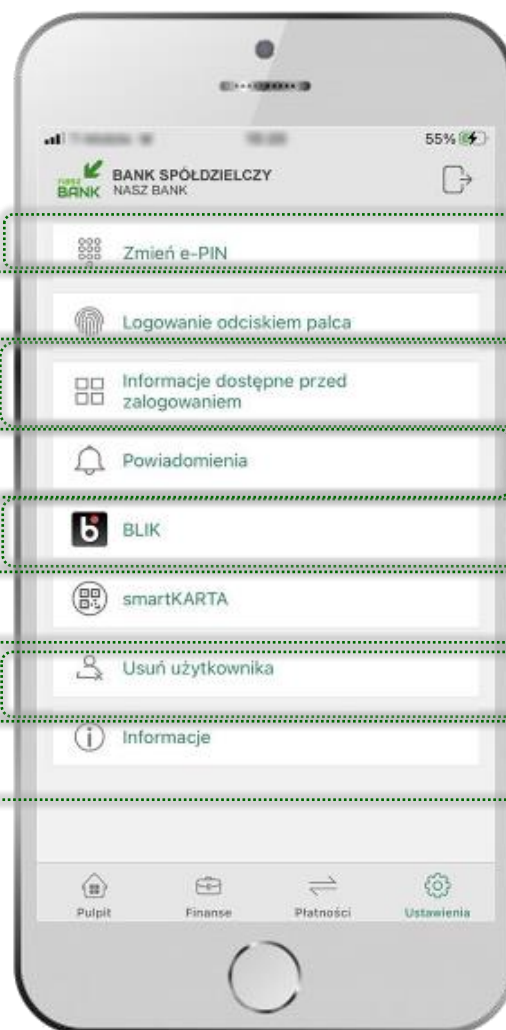 55%
nasz BANK
BANK SPÓŁDZIELCZY
NASZ BANK
Zmień e-PIN
Logowanie odciskiem palca
Informacje dostępne przed
zalogowaniem
Powiadomienia
b
BLIK
smartKARTA
Usuń użytkownika
i
Informacje
Pulpit Finanse Płatności Ustawienia